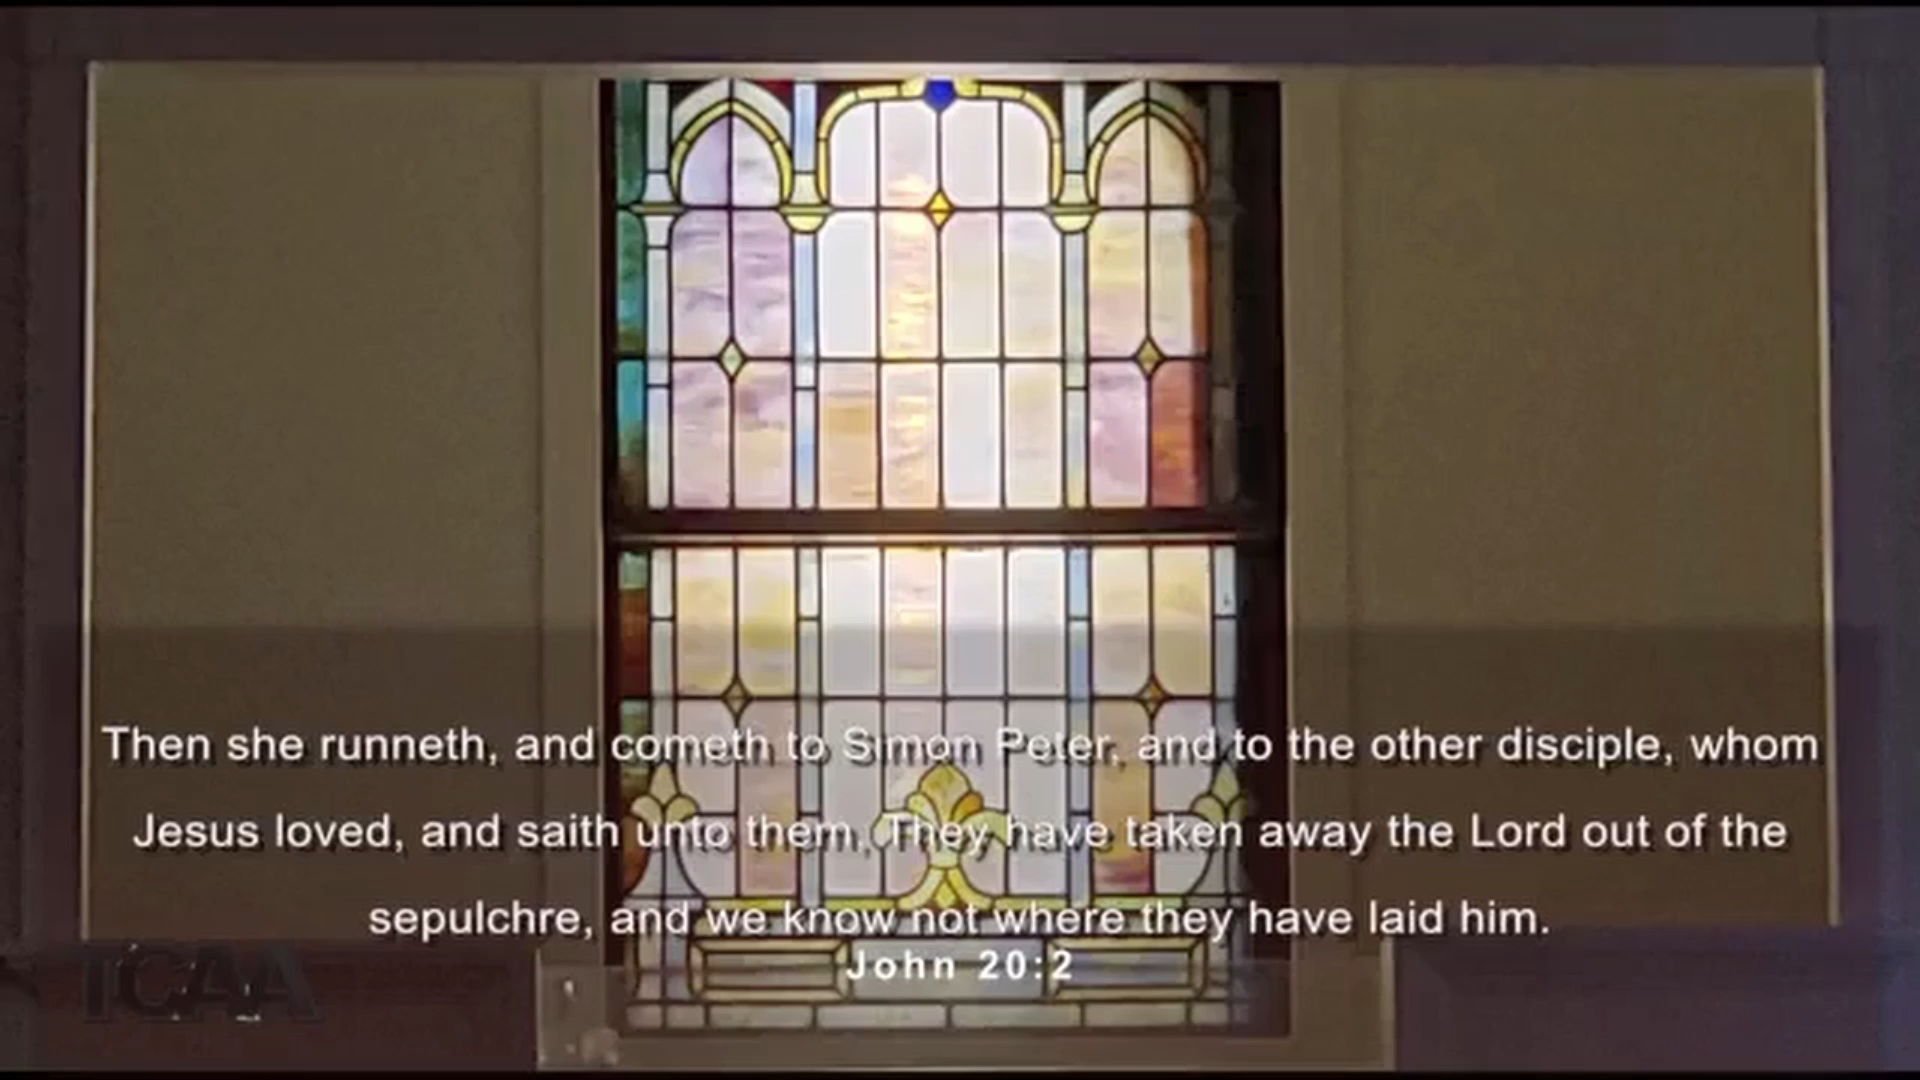 Then she runneth, and cometh to Simon Peter, and to the other disciple, whom
Jesus loved, and saith unto them, They have taken away the Lord out of the
sepulchre, and we know not where they have laid him.
John 20:2
TCAA